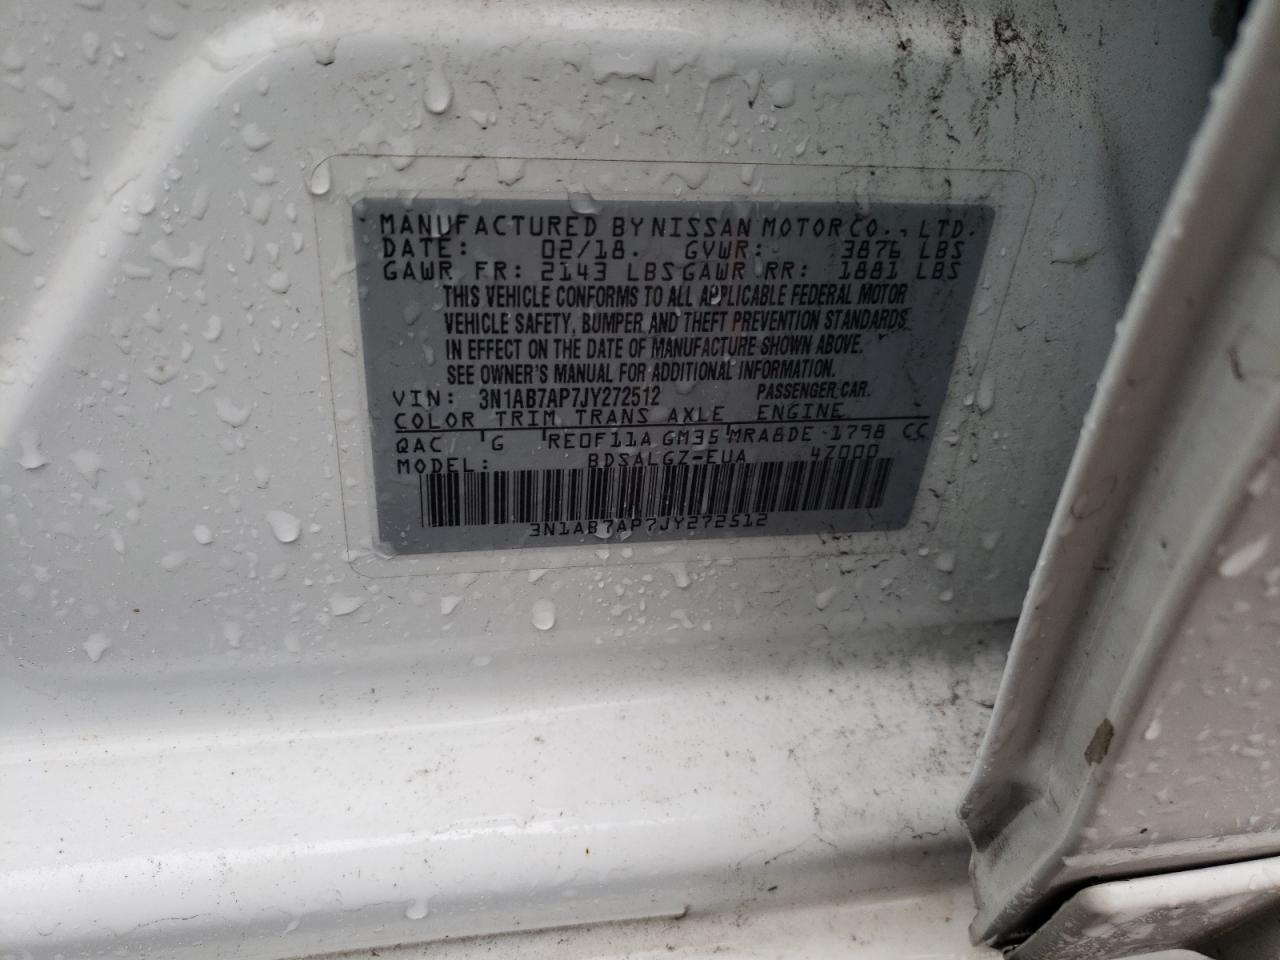 MANUFACTURED BY NISSAN MOTOR CO., LTD.
DATE: 02/18. GVWR: 3876 LBS
GAWR FR: 2143 LBS GAWR RR: 1881 LBS
THIS VEHICLE CONFORMS TO ALL APPLICABLE FEDERAL MOTOR
VEHICLE SAFETY, BUMPER AND THEFT PREVENTION STANDARDS
IN EFFECT ON THE DATE OF MANUFACTURE SHOWN ABOVE.
SEE OWNER'S MANUAL FOR ADDITIONAL INFORMATION.
VIN: 3N1AB7AP7JY272512 PASSENGER CAR.
COLOR TRIM TRANS AXLE ENGINE
QAC G RE0F11A GM35 MRA8DE 1798 CC
MODEL: BDSALGZ-EUA 47000
3N1AB7AP7JY272512